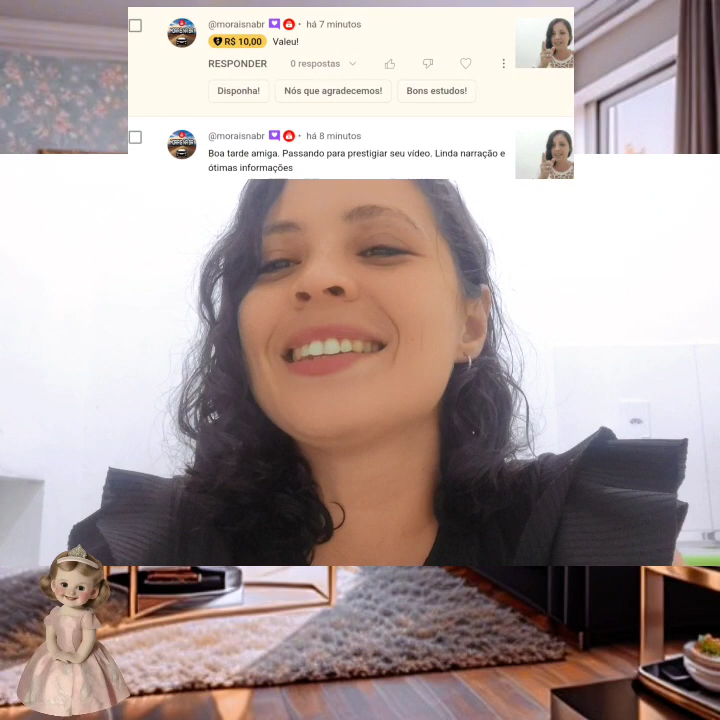 @moraisnabr • há 7 minutos
R$ 10,00 Valeu!
RESPONDER 0 respostas
Disponha! Nós que agradecemos! Bons estudos!
@moraisnabr • há 8 minutos
Boa tarde amiga. Passando para prestigiar seu vídeo. Linda narração e
ótimas informações